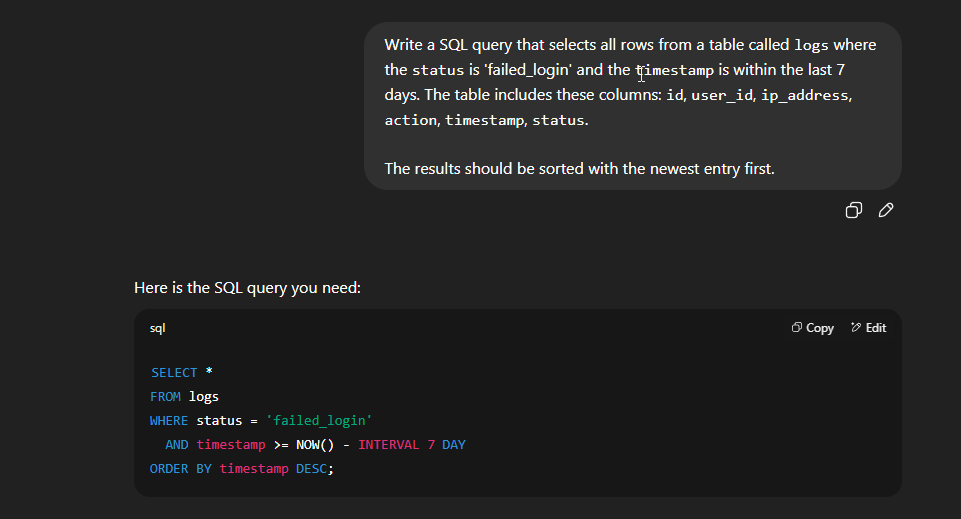 Write a SQL query that selects all rows from a table called logs where
the status is 'failed_login' and the timestamp is within the last 7
days. The table includes these columns: id, user_id, ip_address,
action, timestamp, status.
The results should be sorted with the newest entry first.
Here is the SQL query you need:
sql
Copy Edit
SELECT *
FROM logs
WHERE status = 'failed_login'
  AND timestamp >= NOW() - INTERVAL 7 DAY
ORDER BY timestamp DESC;